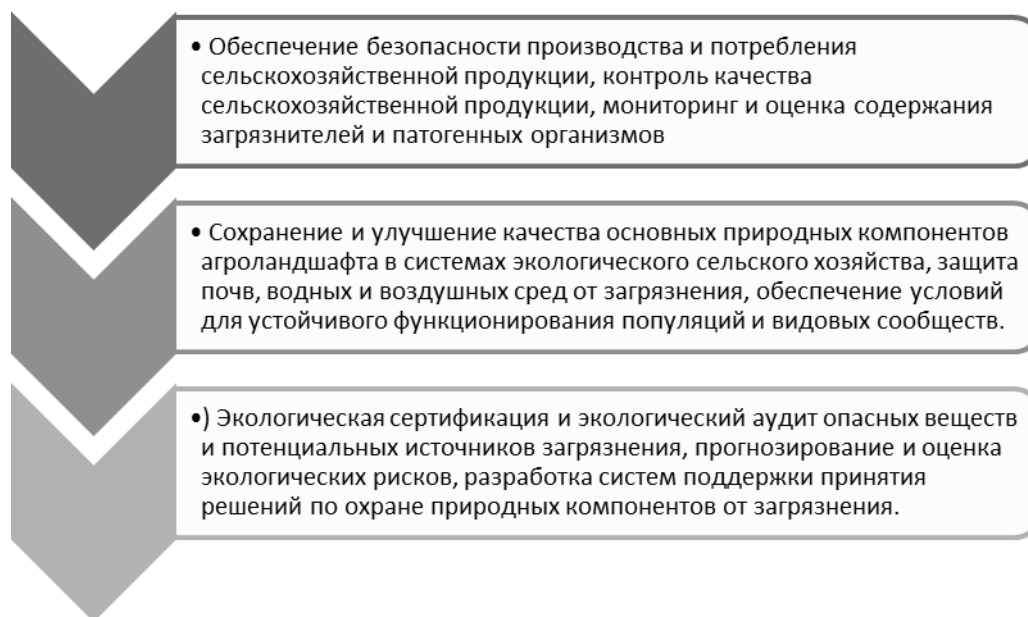 • Обеспечение безопасности производства и потребления
сельскохозяйственной продукции, контроль качества
сельскохозяйственной продукции, мониторинг и оценка содержания
загрязнителей и патогенных организмов
• Сохранение и улучшение качества основных природных компонентов
агроландшафта в системах экологического сельского хозяйства, защита
почв, водных и воздушных сред от загрязнения, обеспечение условий
для устойчивого функционирования популяций и видовых сообществ.
•) Экологическая сертификация и экологический аудит опасных веществ
и потенциальных источников загрязнения, прогнозирование и оценка
экологических рисков, разработка систем поддержки принятия
решений по охране природных компонентов от загрязнения.